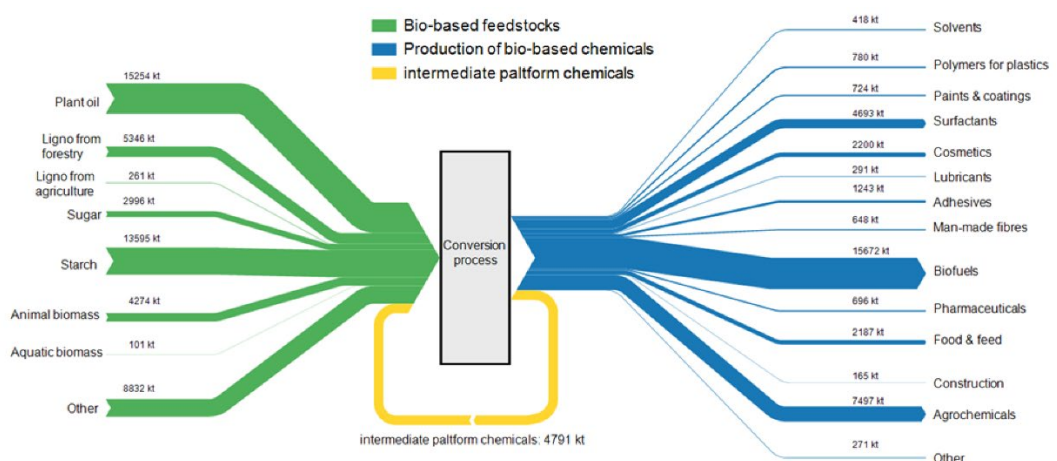 Bio-based feedstocks
Production of bio-based chemicals
intermediate paltform chemicals
15254 kt
Plant oil
5346 kt
Ligno from
forestry
261 kt
Ligno from
agriculture
2996 kt
Sugar
13595 kt
Starch
4274 kt
Animal biomass
101 kt
Aquatic biomass
8832 kt
Other
Conversion
process
intermediate paltform chemicals: 4791 kt
418 kt
Solvents
780 kt
Polymers for plastics
724 kt
Paints & coatings
4693 kt
Surfactants
2200 kt
Cosmetics
291 kt
Lubricants
1243 kt
Adhesives
648 kt
Man-made fibres
15672 kt
Biofuels
696 kt
Pharmaceuticals
2187 kt
Food & feed
165 kt
Construction
7497 kt
Agrochemicals
271 kt
Other